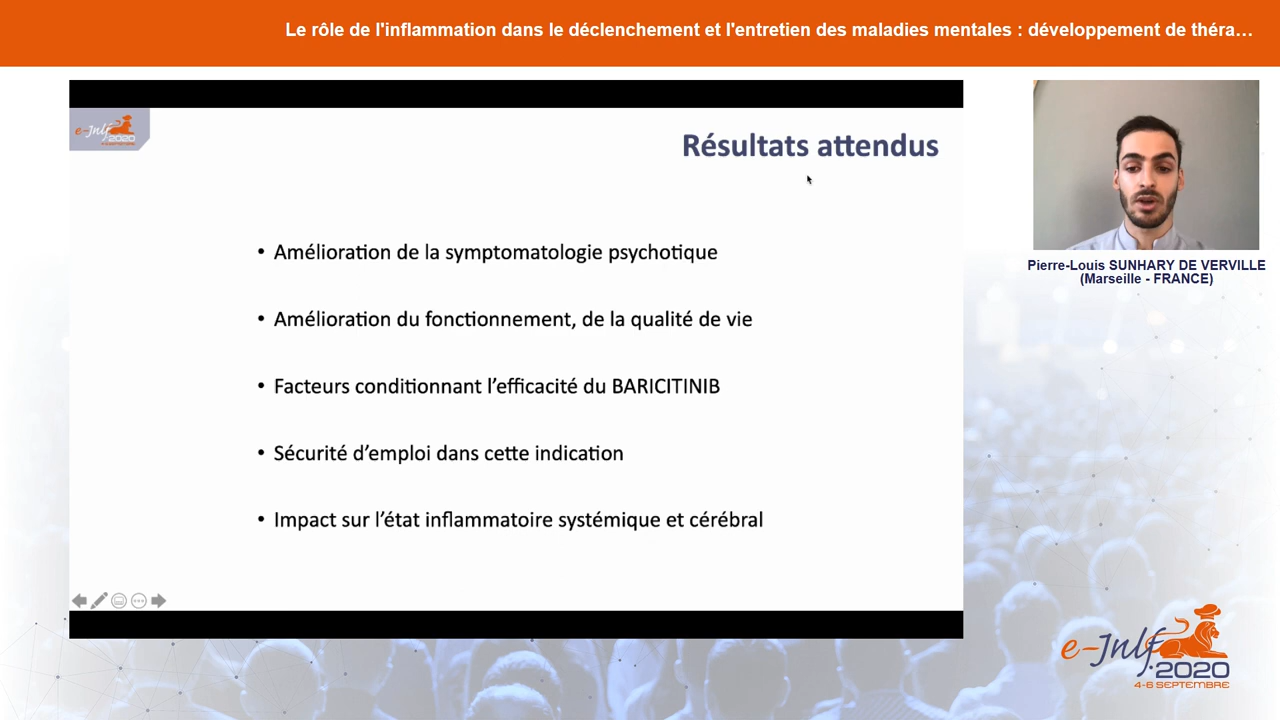 Le rôle de l'inflammation dans le déclenchement et l'entretien des maladies mentales : développement de théra…
e-Jnlf
2020
Résultats attendus
• Amélioration de la symptomatologie psychotique
• Amélioration du fonctionnement, de la qualité de vie
• Facteurs conditionnant l’efficacité du BARICITINIB
• Sécurité d’emploi dans cette indication
• Impact sur l’état inflammatoire systémique et cérébral
Pierre-Louis SUNHARY DE VERVILLE
(Marseille - FRANCE)
e-Jnlf
2020
4-6 SEPTEMBRE